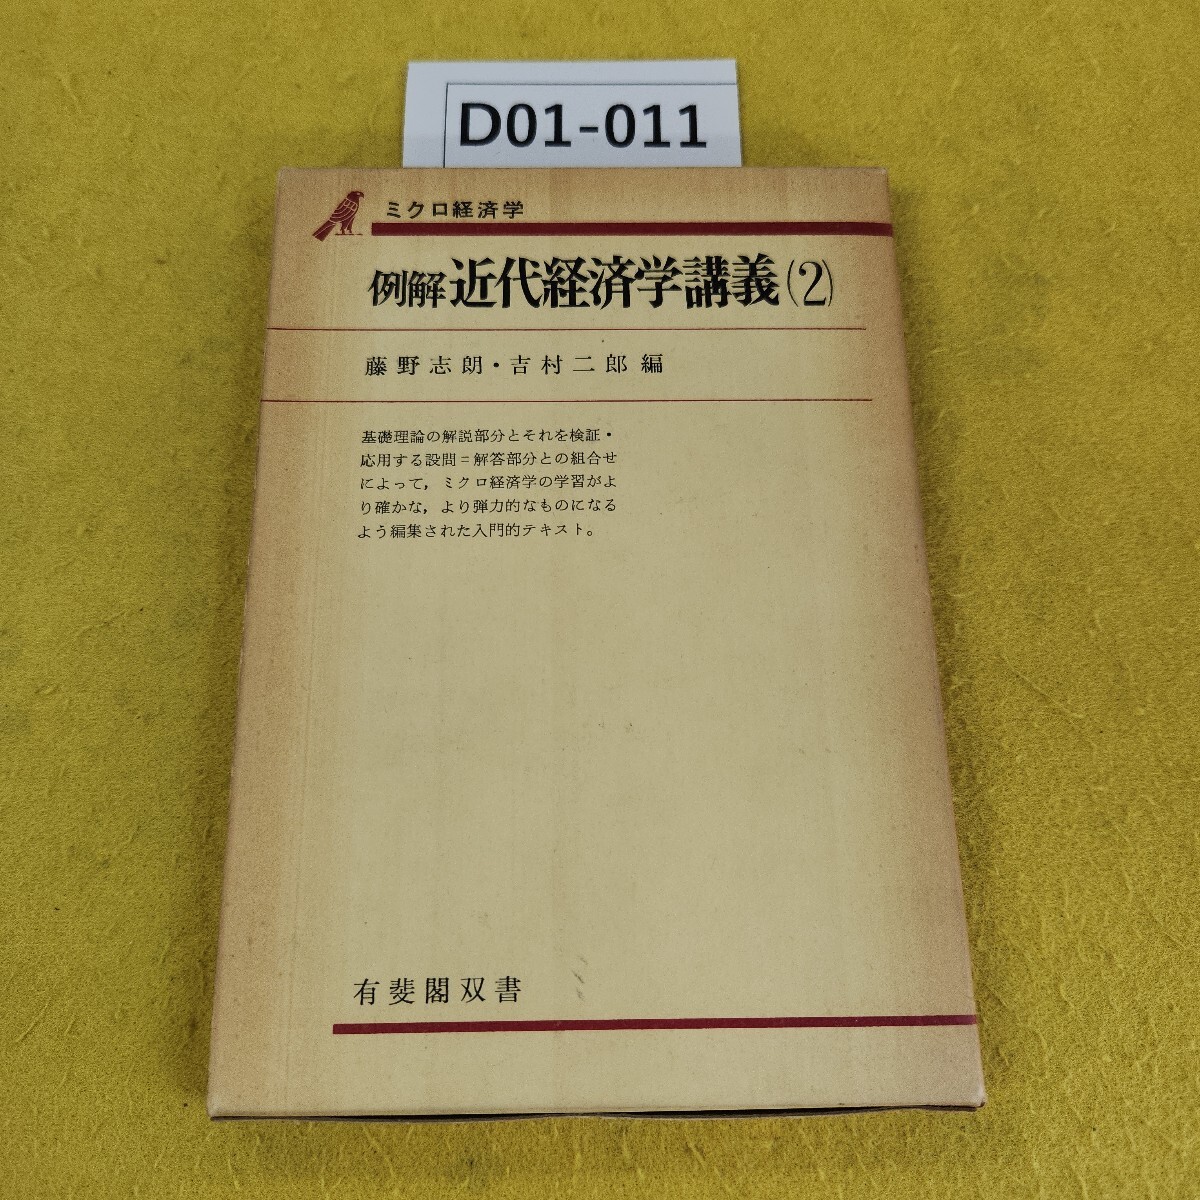 D01-011
ミクロ経済学
例解 近代経済学講義(2)
藤野志朗・吉村二郎 編
基礎理論の解説部分とそれを検証・
応用する設問=解答部分との組合せ
によって，ミクロ経済学の学習がよ
り確かな，より弾力的なものになる
よう編集された入門的テキスト。
有斐閣双書